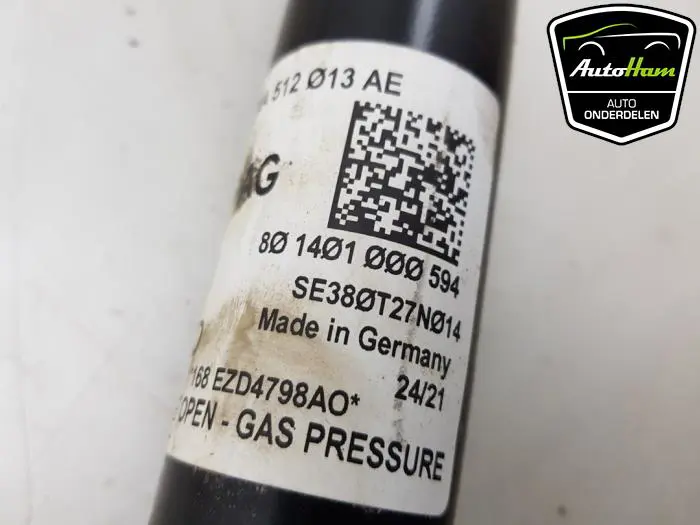 512 Ø13 AE
AG
8Ø 14Ø1 ØØØ 594
SE38ØT27NØ14
Made in Germany
24/21
168 EZD4798AO*
OPEN - GAS PRESSURE
AutoHam
AUTO
ONDERDELEN